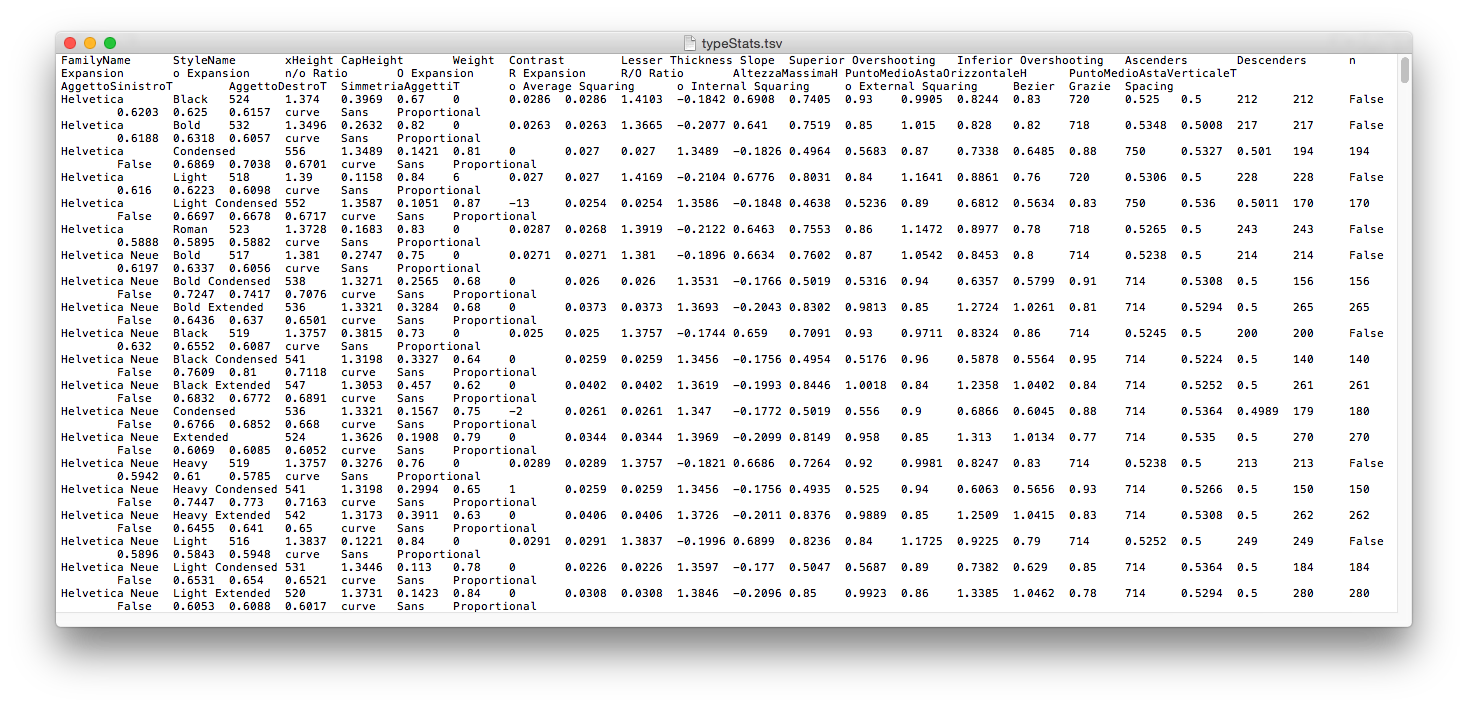 typeStats.tsv
FamilyName StyleName xHeight CapHeight Weight Contrast Lesser Thickness Slope Superior Overshooting Inferior Overshooting Ascenders Descenders n
Expansion o Expansion n/o Ratio O Expansion R Expansion R/O Ratio AltezzaMassimaH PuntoMedioAstaOrizzontaleH PuntoMedioAstaVerticaleT
AggettoSinistroT AggettoDestroT SimmetriaAggettiT o Average Squaring o Internal Squaring o External Squaring Bezier Grazie Spacing
Helvetica Black 524 1.374 0.3969 0.67 0 0.0286 0.0286 1.4103 -0.1842 0.6908 0.7405 0.93 0.9905 0.8244 0.83 720 0.525 0.5 212 212 False
0.6203 0.625 0.6157 curve Sans Proportional
Helvetica Bold 532 1.3496 0.2632 0.82 0 0.0263 0.0263 1.3665 -0.2077 0.641 0.7519 0.85 1.015 0.828 0.82 718 0.5348 0.5008 217 217 False
0.6188 0.6318 0.6057 curve Sans Proportional
Helvetica Condensed 556 1.3489 0.1421 0.81 0 0.027 0.027 1.3489 -0.1826 0.4964 0.5683 0.87 0.7338 0.6485 0.88 750 0.5327 0.501 194 194
False 0.6869 0.7038 0.6701 curve Sans Proportional
Helvetica Light 518 1.39 0.1158 0.84 6 0.027 0.027 1.4169 -0.2104 0.6776 0.8031 0.84 1.1641 0.8861 0.76 720 0.5306 0.5 228 228 False
0.616 0.6223 0.6098 curve Sans Proportional
Helvetica Light Condensed 552 1.3587 0.1051 0.87 -13 0.0254 0.0254 1.3586 -0.1848 0.4638 0.5236 0.89 0.6812 0.5634 0.83 750 0.536 0.5011 170 170
False 0.6697 0.6678 0.6717 curve Sans Proportional
Helvetica Roman 523 1.3728 0.1683 0.83 0 0.0287 0.0268 1.3919 -0.2122 0.6463 0.7553 0.86 1.1472 0.8977 0.78 718 0.5265 0.5 243 243 False
0.5888 0.5895 0.5882 curve Sans Proportional
Helvetica Neue Bold 517 1.381 0.2747 0.75 0 0.0271 0.0271 1.381 -0.1896 0.6634 0.7602 0.87 1.0542 0.8453 0.8 714 0.5238 0.5 214 214 False
0.6197 0.6337 0.6056 curve Sans Proportional
Helvetica Neue Bold Condensed 538 1.3271 0.2565 0.68 0 0.026 0.026 1.3531 -0.1766 0.5019 0.5316 0.94 0.6357 0.5799 0.91 714 0.5308 0.5 156 156
False 0.7247 0.7417 0.7076 curve Sans Proportional
Helvetica Neue Bold Extended 536 1.3321 0.3284 0.68 0 0.0373 0.0373 1.3693 -0.2043 0.8302 0.9813 0.85 1.2724 1.0261 0.81 714 0.5294 0.5 265 265
False 0.6436 0.637 0.6501 curve Sans Proportional
Helvetica Neue Black 519 1.3757 0.3815 0.73 0 0.025 0.025 1.3757 -0.1744 0.659 0.7091 0.93 0.9711 0.8324 0.86 714 0.5245 0.5 200 200 False
0.632 0.6552 0.6087 curve Sans Proportional
Helvetica Neue Black Condensed 541 1.3198 0.3327 0.64 0 0.0259 0.0259 1.3456 -0.1756 0.4954 0.5176 0.96 0.5878 0.5564 0.95 714 0.5224 0.5 140 140
False 0.7609 0.81 0.7118 curve Sans Proportional
Helvetica Neue Black Extended 547 1.3053 0.457 0.62 0 0.0402 0.0402 1.3619 -0.1993 0.8446 1.0018 0.84 1.2358 1.0402 0.84 714 0.5252 0.5 261 261
False 0.6832 0.6772 0.6891 curve Sans Proportional
Helvetica Neue Condensed 536 1.3321 0.1567 0.75 -2 0.0261 0.0261 1.347 -0.1772 0.5019 0.556 0.9 0.6866 0.6045 0.88 714 0.5364 0.4989 179 180
False 0.6766 0.6852 0.668 curve Sans Proportional
Helvetica Neue Extended 524 1.3626 0.1908 0.79 0 0.0344 0.0344 1.3969 -0.2099 0.8149 0.958 0.85 1.313 1.0134 0.77 714 0.535 0.5 270 270
False 0.6069 0.6085 0.6052 curve Sans Proportional
Helvetica Neue Heavy 519 1.3757 0.3276 0.76 0 0.0289 0.0289 1.3757 -0.1821 0.6686 0.7264 0.92 0.9981 0.8247 0.83 714 0.5238 0.5 213 213 False
0.5942 0.61 0.5785 curve Sans Proportional
Helvetica Neue Heavy Condensed 541 1.3198 0.2994 0.65 1 0.0259 0.0259 1.3456 -0.1756 0.4935 0.525 0.94 0.6063 0.5656 0.93 714 0.5266 0.5 150 150
False 0.7447 0.773 0.7163 curve Sans Proportional
Helvetica Neue Heavy Extended 542 1.3173 0.3911 0.63 0 0.0406 0.0406 1.3726 -0.2011 0.8376 0.9889 0.85 1.2509 1.0415 0.83 714 0.5308 0.5 262 262
False 0.6455 0.641 0.65 curve Sans Proportional
Helvetica Neue Light 516 1.3837 0.1221 0.84 0 0.0291 0.0291 1.3837 -0.1996 0.6899 0.8236 0.84 1.1725 0.9225 0.79 714 0.5252 0.5 249 249 False
0.5896 0.5843 0.5948 curve Sans Proportional
Helvetica Neue Light Condensed 531 1.3446 0.113 0.78 0 0.0226 0.0226 1.3597 -0.177 0.5047 0.5687 0.89 0.7382 0.629 0.85 714 0.5364 0.5 184 184
False 0.6531 0.654 0.6521 curve Sans Proportional
Helvetica Neue Light Extended 520 1.3731 0.1423 0.84 0 0.0308 0.0308 1.3846 -0.2096 0.85 0.9923 0.86 1.3385 1.0462 0.78 714 0.5294 0.5 280 280
False 0.6053 0.6088 0.6017 curve Sans Proportional